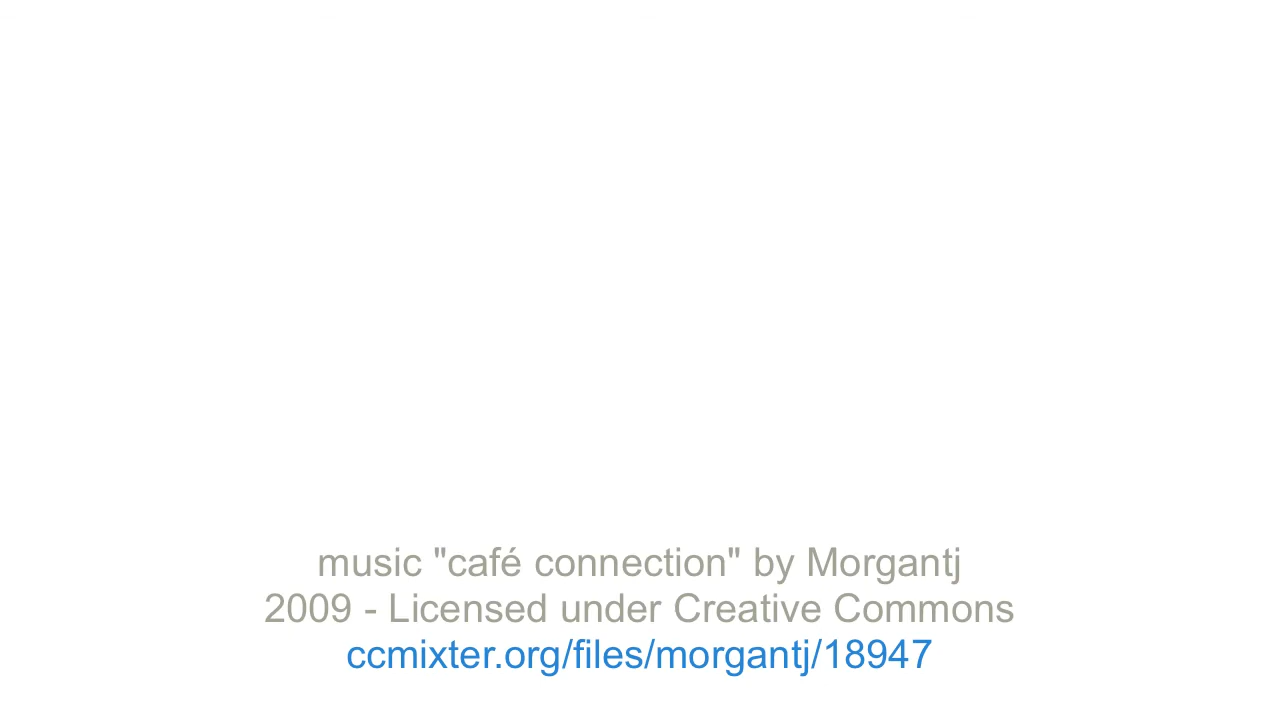 music "café connection" by Morgantj
2009 - Licensed under Creative Commons
ccmixter.org/files/morgantj/18947